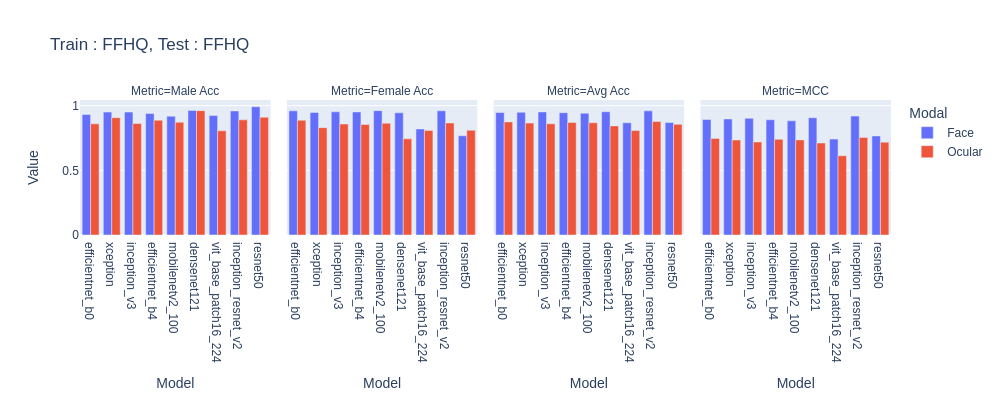 Train : FFHQ, Test : FFHQ
Metric=Male Acc
Metric=Female Acc
Metric=Avg Acc
Metric=MCC
Modal
Face
Ocular
Value
1
0.5
0
efficientnet_b0
xception
inception_v3
efficientnet_b4
mobilenetv2_100
densenet121
vit_base_patch16_224
inception_resnet_v2
resnet50
efficientnet_b0
xception
inception_v3
efficientnet_b4
mobilenetv2_100
densenet121
vit_base_patch16_224
inception_resnet_v2
resnet50
efficientnet_b0
xception
inception_v3
efficientnet_b4
mobilenetv2_100
densenet121
vit_base_patch16_224
inception_resnet_v2
resnet50
efficientnet_b0
xception
inception_v3
efficientnet_b4
mobilenetv2_100
densenet121
vit_base_patch16_224
inception_resnet_v2
resnet50
Model
Model
Model
Model